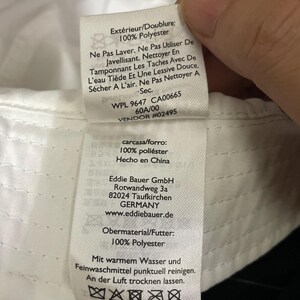 Extérieur/Doublure:
100% Polyester
Ne Pas Laver. Ne Pas Utiliser De
Javellisant. Nettoyer En
Tamponnant Les Taches Avec De
L'eau Tiède Et Une Lessive Douce.
Sécher A L'air. Ne Pas Nettoyer A
Sec.
WPL 9647 CA00665
60A/00
VENDOR #02495
carcasa/forro:
100% poliéster
Hecho en China
Eddie Bauer GmbH
Rotwandweg 3a
82024 Taufkirchen
GERMANY
www.eddiebauer.de
Obermaterial/Futter:
100% Polyester
Mit warmem Wasser und
Feinwaschmittel punktuell reinigen.
An der Luft trocknen lassen.